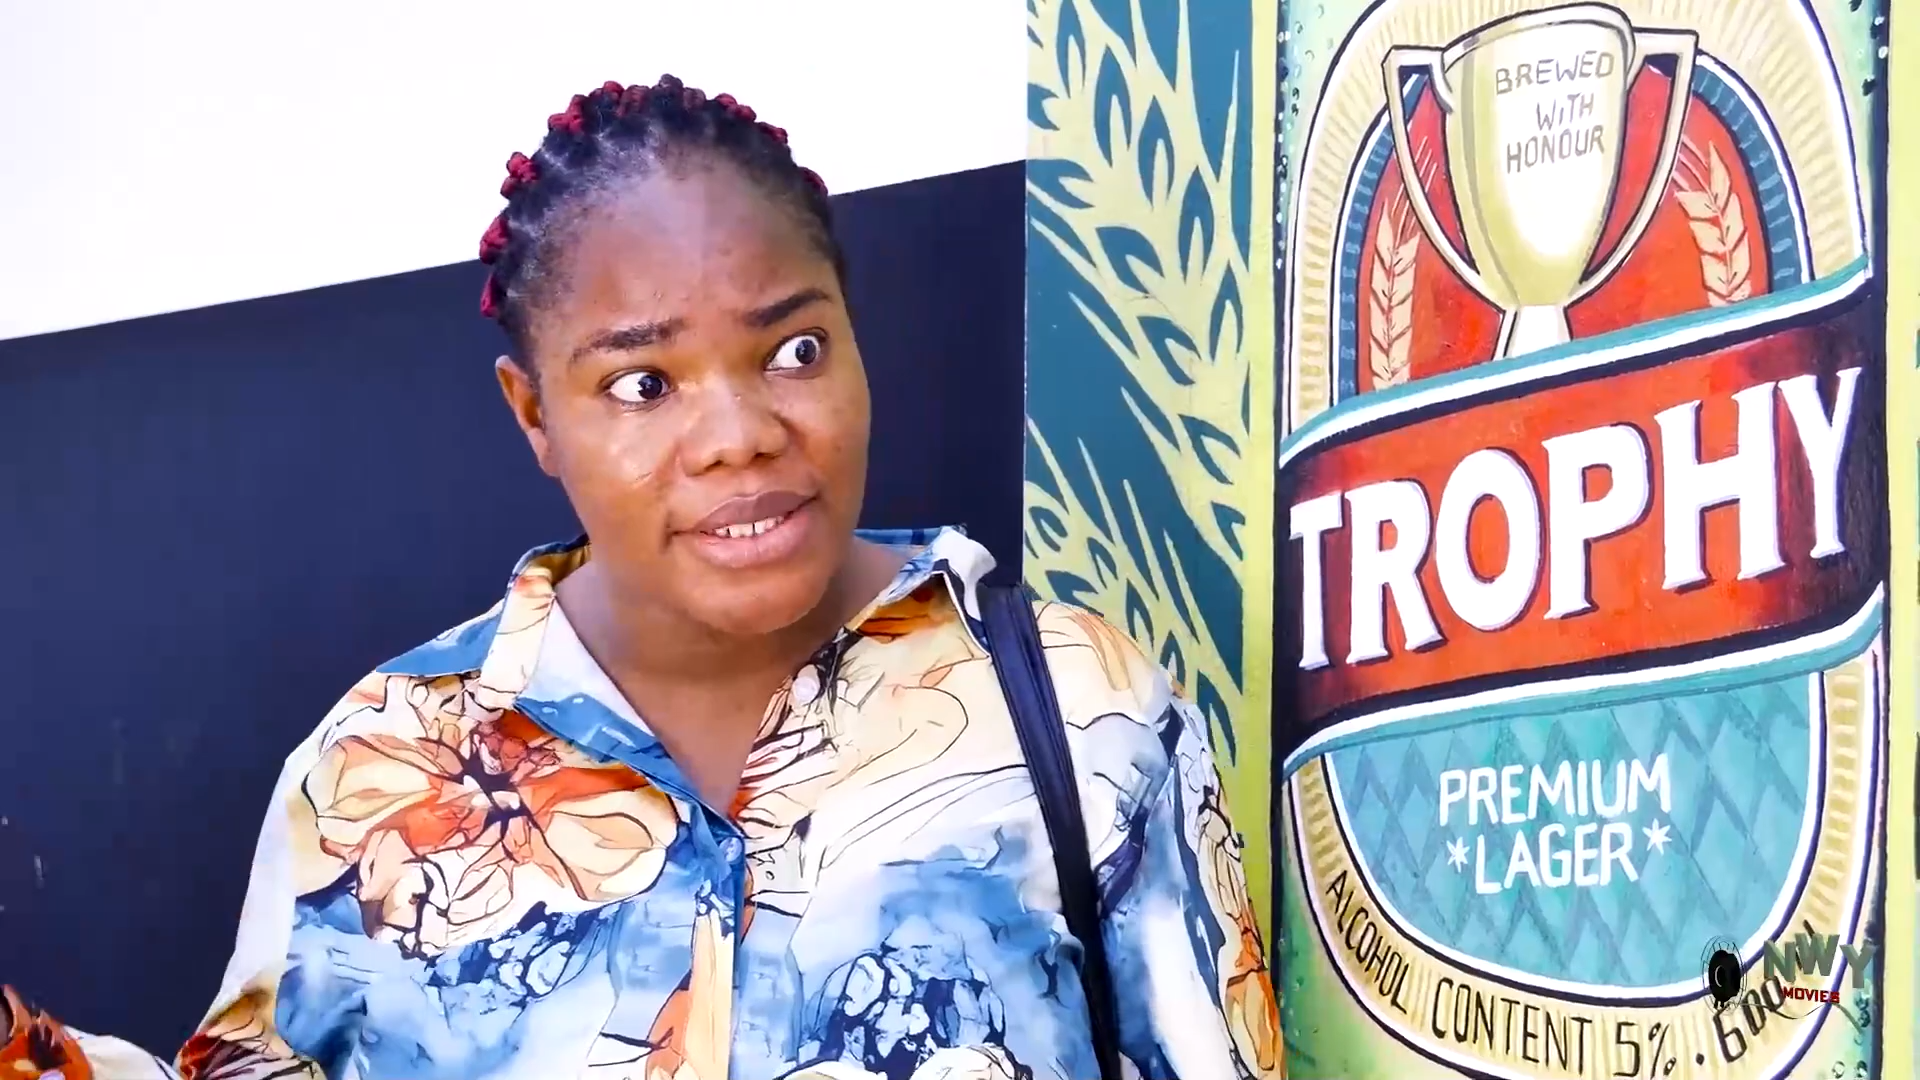 BREWED
WITH
HONOUR
TROPHY
PREMIUM
*LAGER*
ALCOHOL CONTENT 5%.
NWY
MOVIES